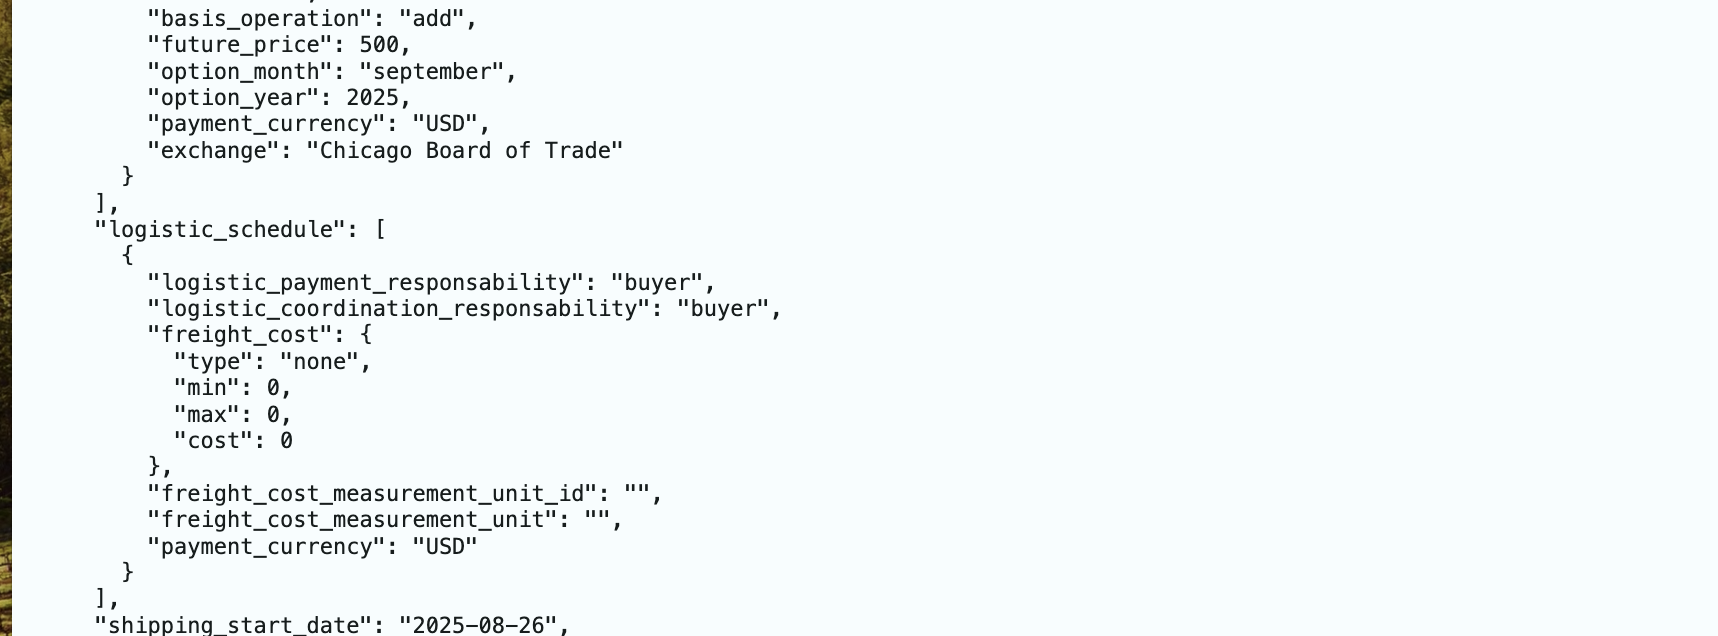 "basis_operation": "add",
"future_price": 500,
"option_month": "september",
"option_year": 2025,
"payment_currency": "USD",
"exchange": "Chicago Board of Trade"
}
],
"logistic_schedule": [
{
"logistic_payment_responsability": "buyer",
"logistic_coordination_responsability": "buyer",
"freight_cost": {
"type": "none",
"min": 0,
"max": 0,
"cost": 0
},
"freight_cost_measurement_unit_id": "",
"freight_cost_measurement_unit": "",
"payment_currency": "USD"
}
],
"shipping_start_date": "2025-08-26",